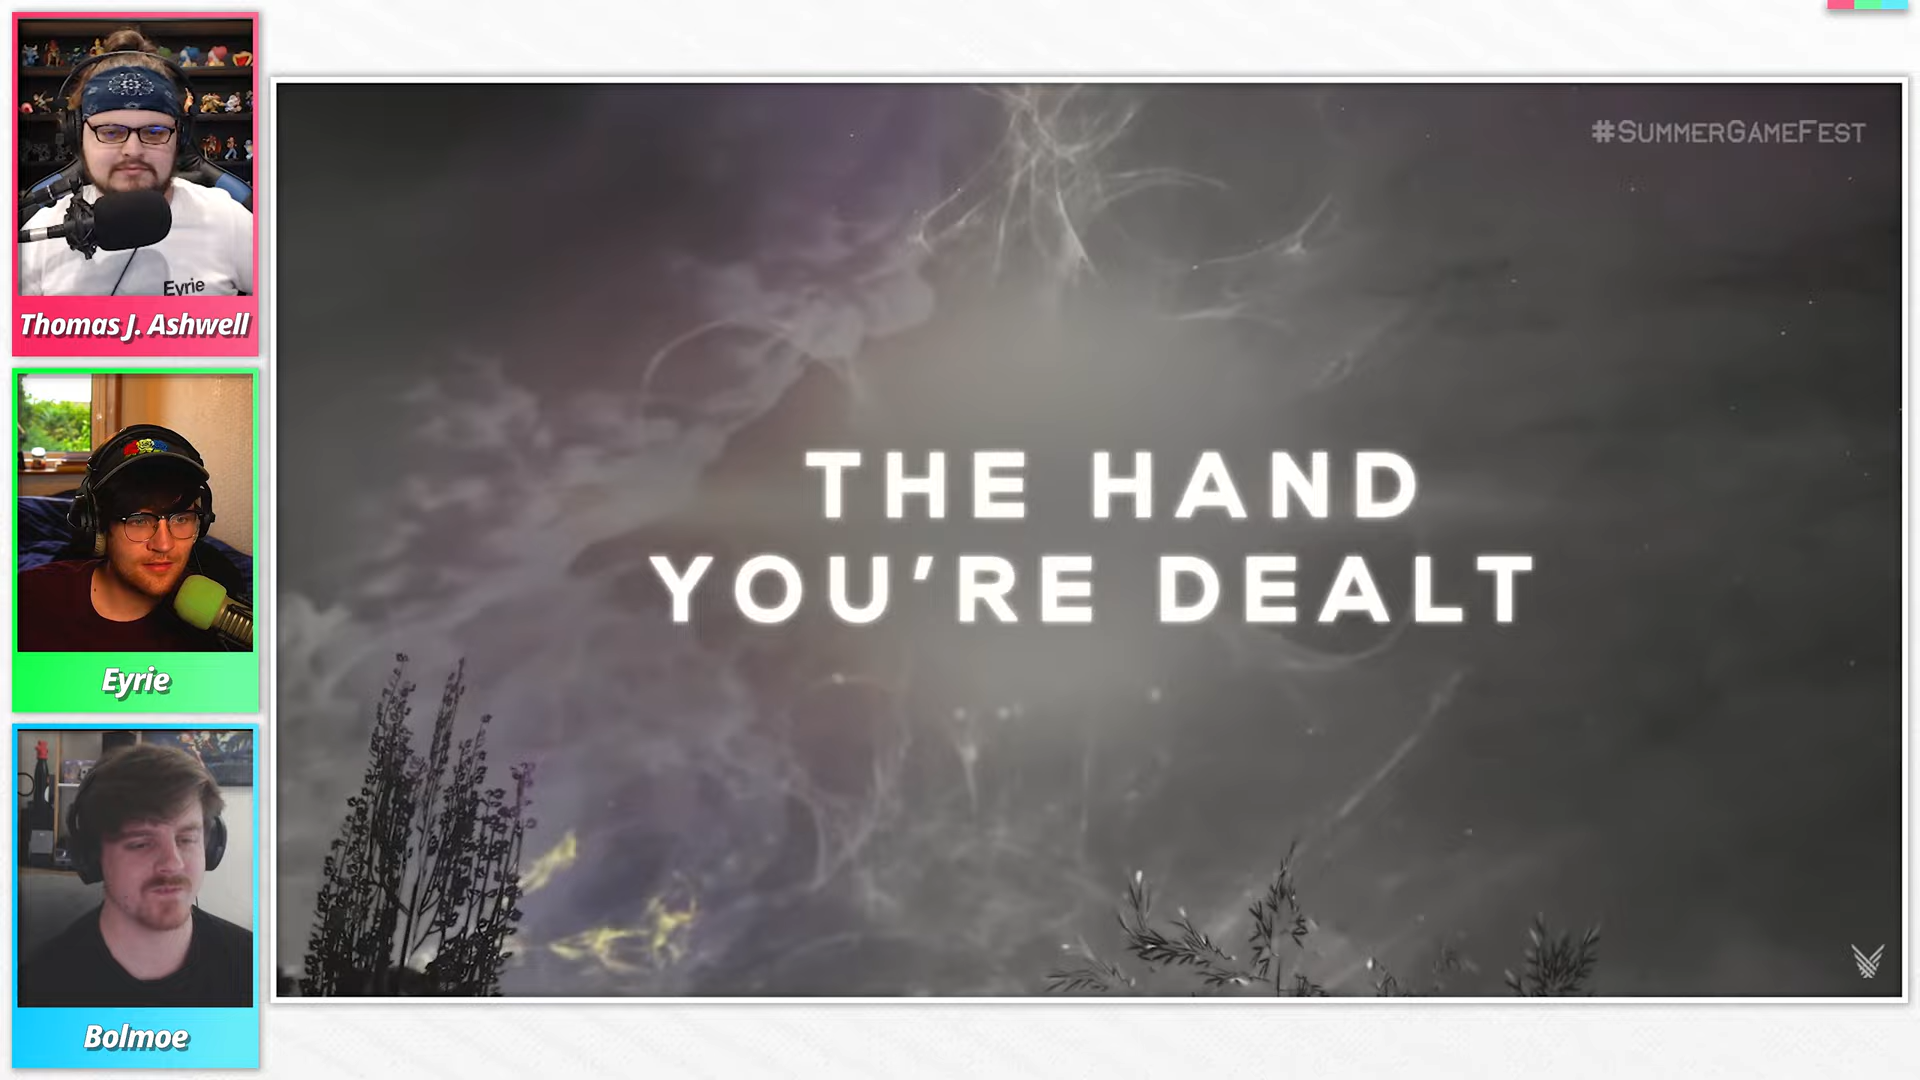 Eyrie
Thomas J. Ashwell
Eyrie
Bolmoe
#SUMMERGAMEFEST
THE HAND
YOU'RE DEALT